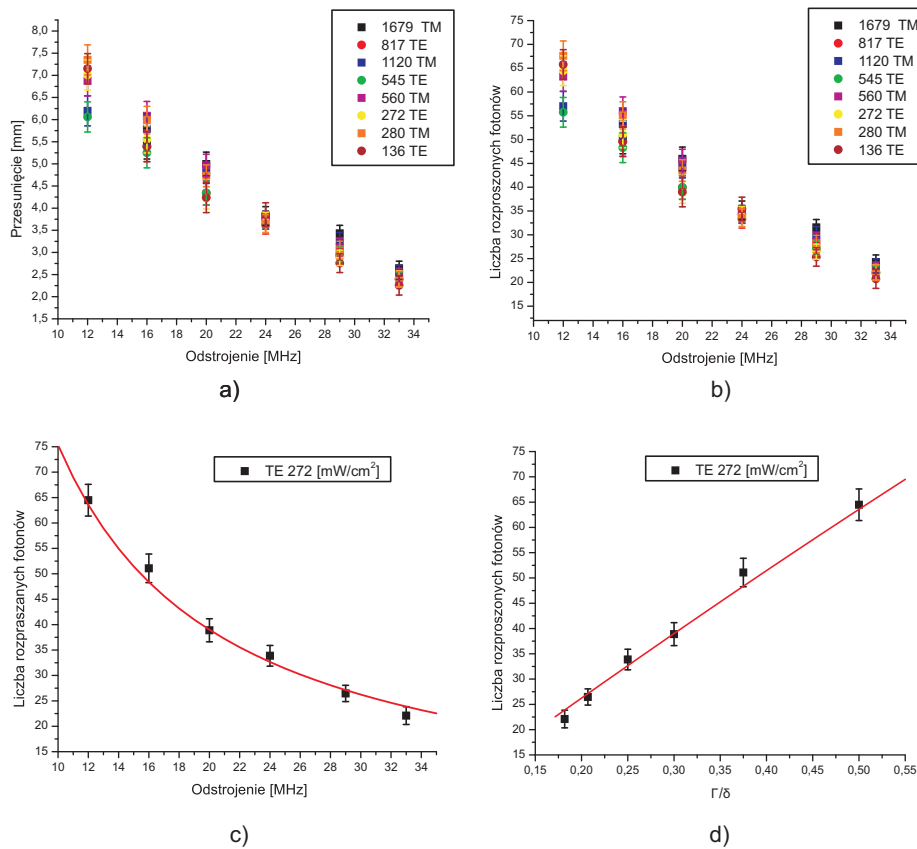 1679 TM
817 TE
1120 TM
545 TE
560 TM
272 TE
280 TM
136 TE
8,0
7,5
7,0
6,5
6,0
5,5
5,0
4,5
4,0
3,5
3,0
2,5
2,0
1,5
Przesunięcie [mm]
10 12 14 16 18 20 22 24 26 28 30 32 34
Odstrojenie [MHz]
a)
1679 TM
817 TE
1120 TM
545 TE
560 TM
272 TE
280 TM
136 TE
75
70
65
60
55
50
45
40
35
30
25
20
15
Liczba rozproszonych fotonów
10 12 14 16 18 20 22 24 26 28 30 32 34
Odstrojenie [MHz]
b)
TE 272 [mW/cm²]
75
70
65
60
55
50
45
40
35
30
25
20
15
Liczba rozpraszanych fotonów
10 12 14 16 18 20 22 24 26 28 30 32 34
Odstrojenie [MHz]
c)
TE 272 [mW/cm²]
75
70
65
60
55
50
45
40
35
30
25
20
15
Liczba rozproszonych fotonów
0,15 0,20 0,25 0,30 0,35 0,40 0,45 0,50 0,55
Γ/δ
d)